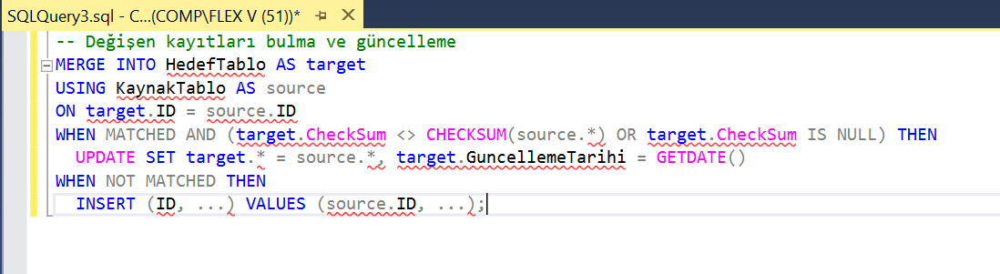 SQLQuery3.sql - C...(COMP\FLEX V (51))*
-- Değişen kayıtları bulma ve güncelleme
MERGE INTO HedefTablo AS target
USING KaynakTablo AS source
ON target.ID = source.ID
WHEN MATCHED AND (target.CheckSum <> CHECKSUM(source.*) OR target.CheckSum IS NULL) THEN
UPDATE SET target.* = source.*, target.GuncellemeTarihi = GETDATE()
WHEN NOT MATCHED THEN
INSERT (ID, ...) VALUES (source.ID, ...);